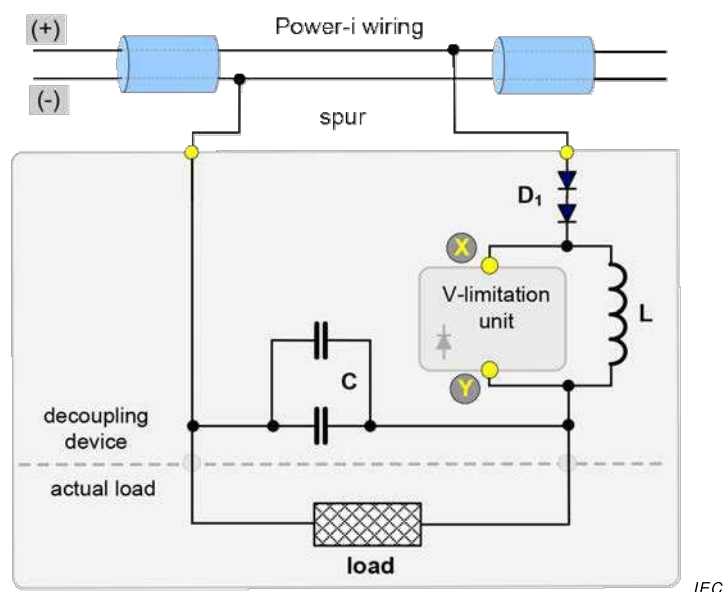 (+)
Power-i wiring
(-)
spur
D1
X
V-limitation
unit
L
C
Y
decoupling
device
actual load
load
IEC